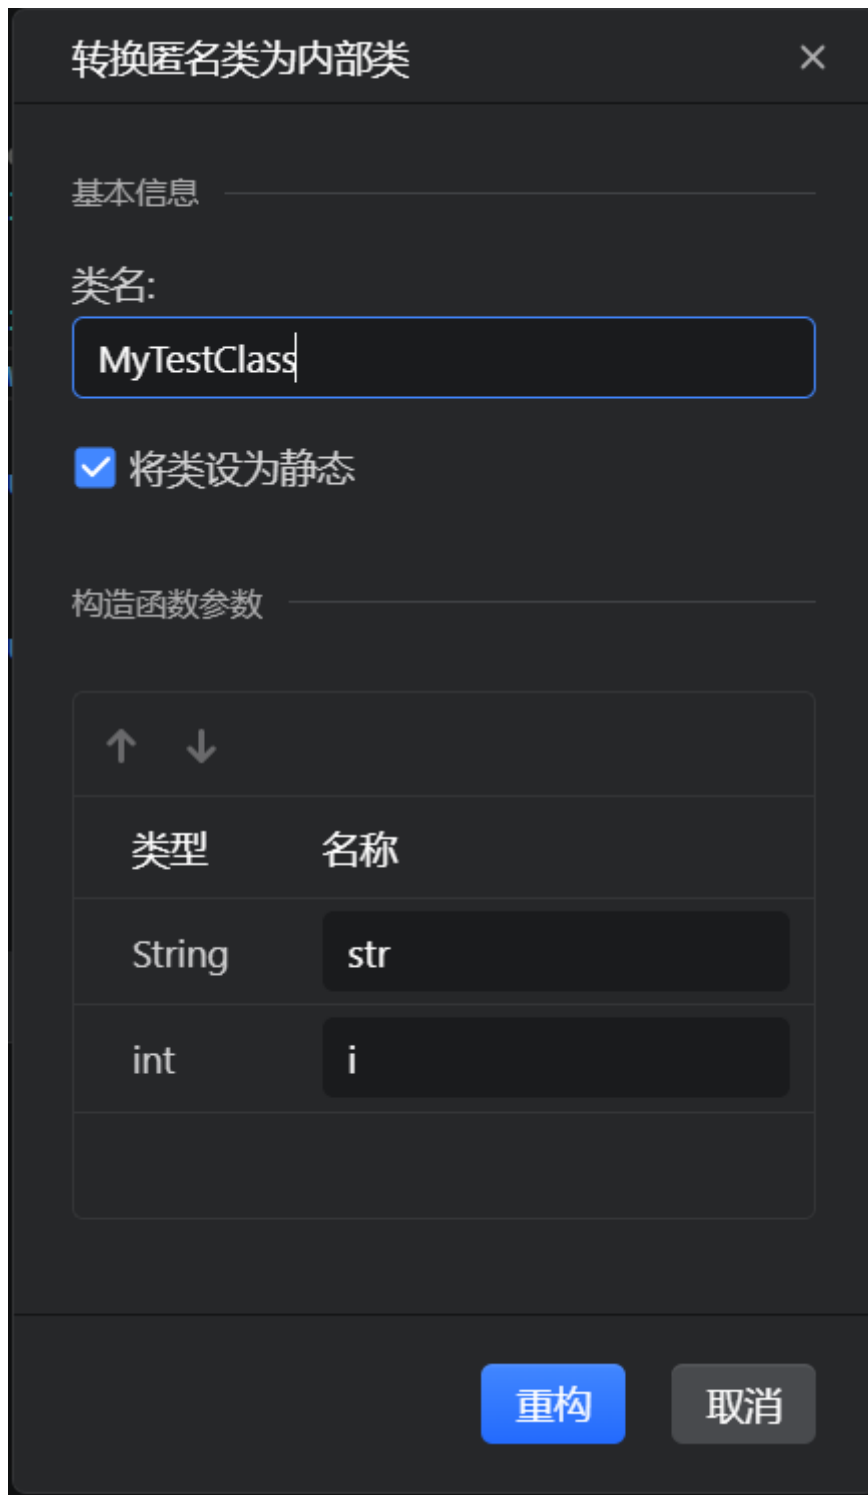 转换匿名类为内部类
基本信息
类名:
MyTestClass
将类设为静态
构造函数参数
类型 名称
String str
int i
重构 取消